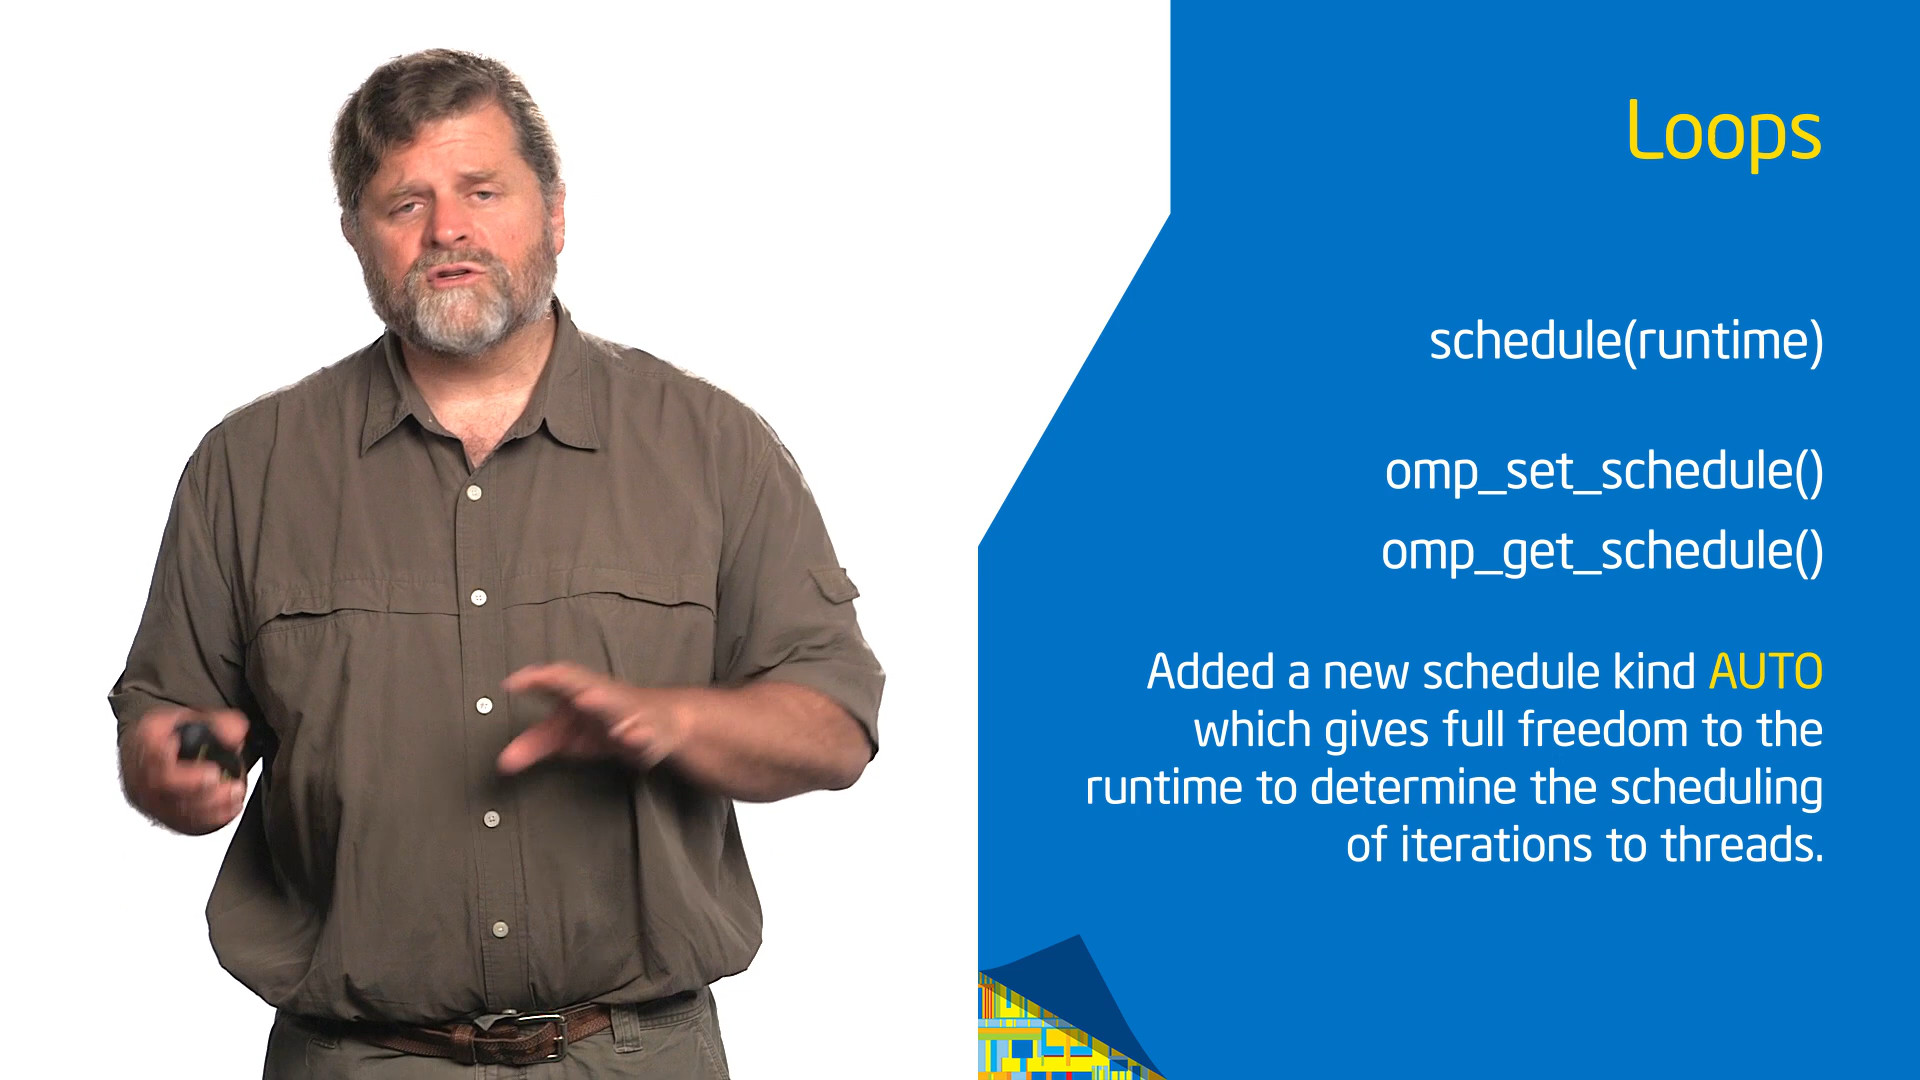 Loops
schedule(runtime)
omp_set_schedule()
omp_get_schedule()
Added a new schedule kind AUTO
which gives full freedom to the
runtime to determine the scheduling
of iterations to threads.